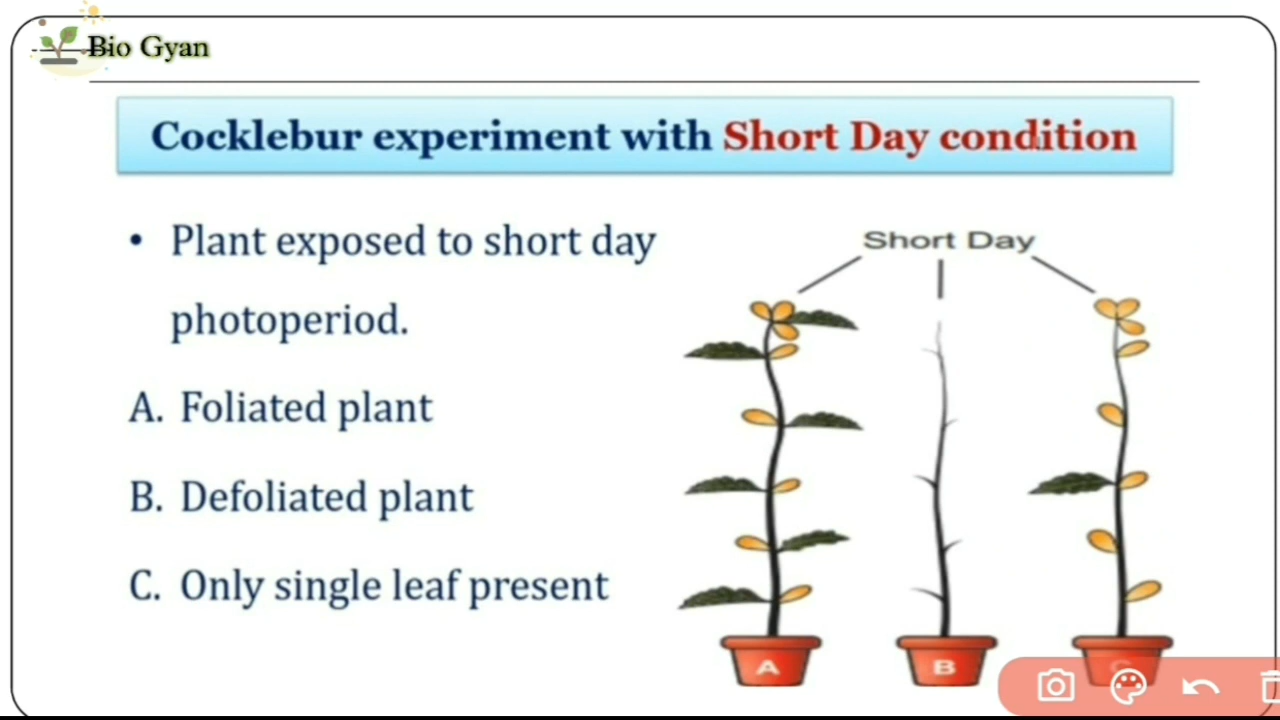 Bio Gyan
Cocklebur experiment with Short Day condition
• Plant exposed to short day
photoperiod.
A. Foliated plant
B. Defoliated plant
C. Only single leaf present
Short Day
A
B
C